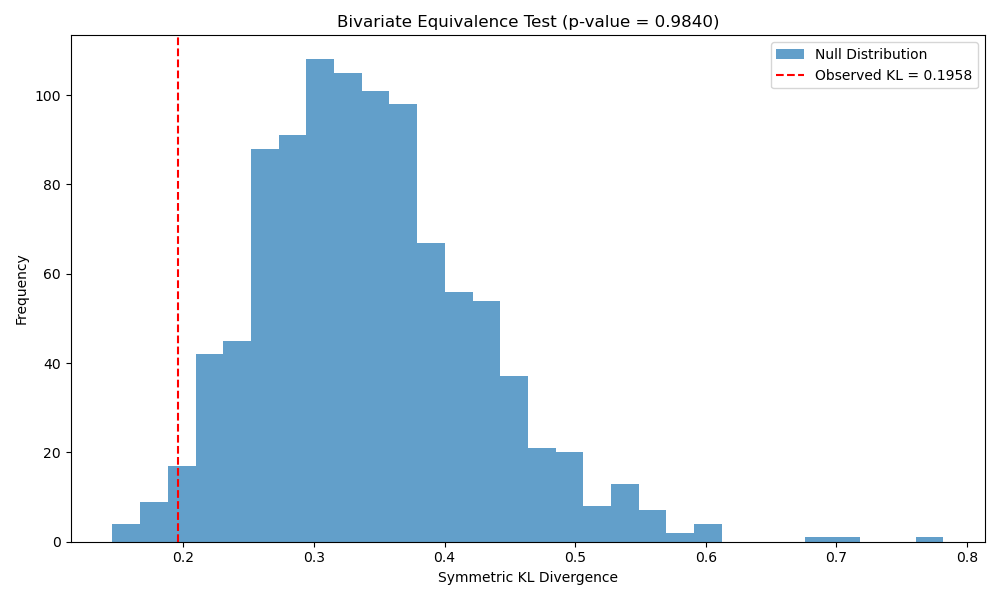 Bivariate Equivalence Test (p-value = 0.9840)
Null Distribution
Observed KL = 0.1958
Frequency
100
80
60
40
20
0
0.2 0.3 0.4 0.5 0.6 0.7 0.8
Symmetric KL Divergence